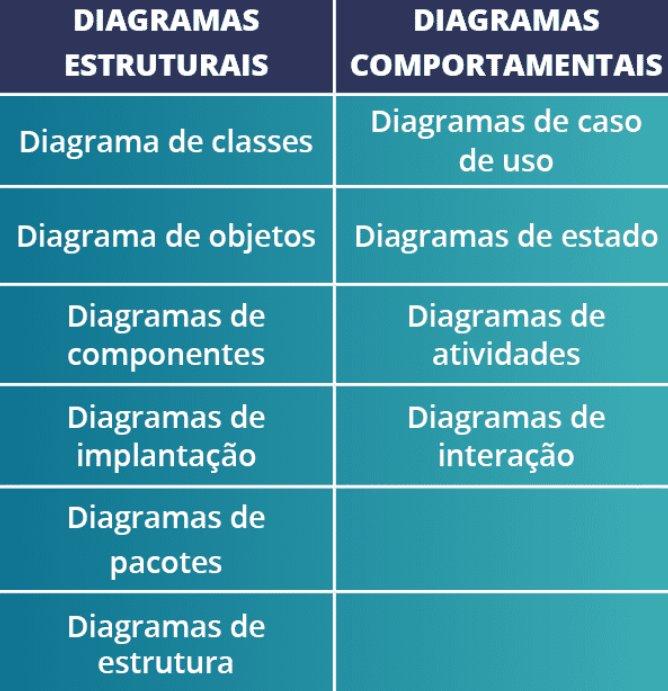 DIAGRAMAS
ESTRUTURAIS
DIAGRAMAS
COMPORTAMENTAIS
Diagrama de classes
Diagramas de caso
de uso
Diagrama de objetos
Diagramas de estado
Diagramas de
componentes
Diagramas de
atividades
Diagramas de
implantação
Diagramas de
interação
Diagramas de
pacotes
Diagramas de
estrutura